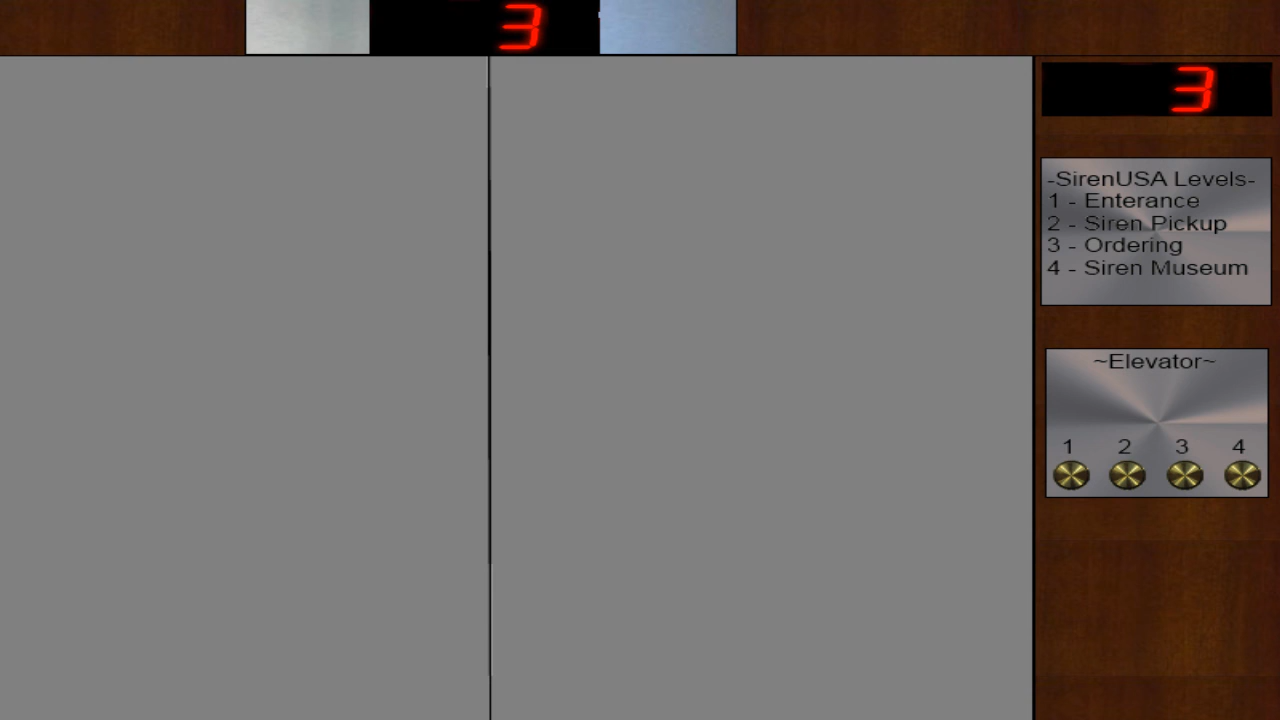 3
3
-SirenUSA Levels-
1 - Enterance
2 - Siren Pickup
3 - Ordering
4 - Siren Museum
~Elevator~
1 2 3 4